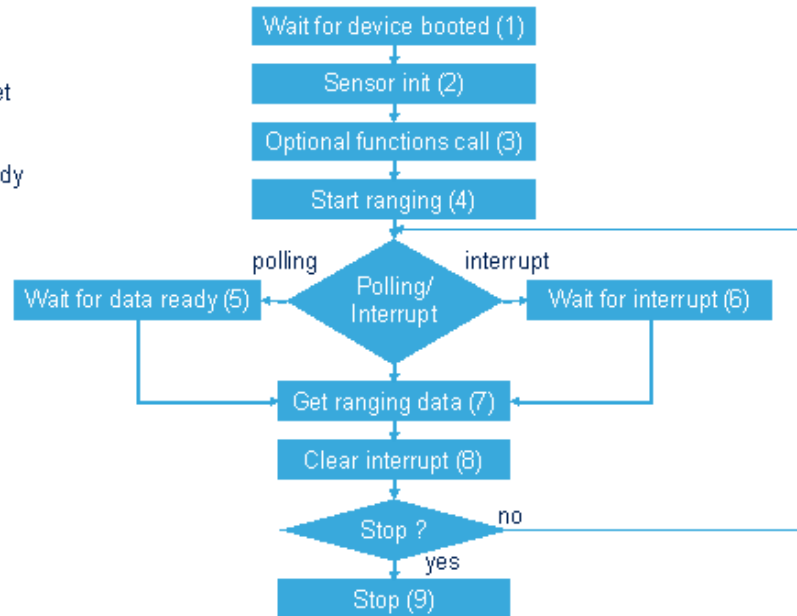 Wait for device booted (1)
Sensor init (2)
Optional functions call (3)
Start ranging (4)
polling
interrupt
Polling/
Interrupt
Wait for data ready (5)
Wait for interrupt (6)
Get ranging data (7)
Clear interrupt (8)
Stop ?
no
yes
Stop (9)